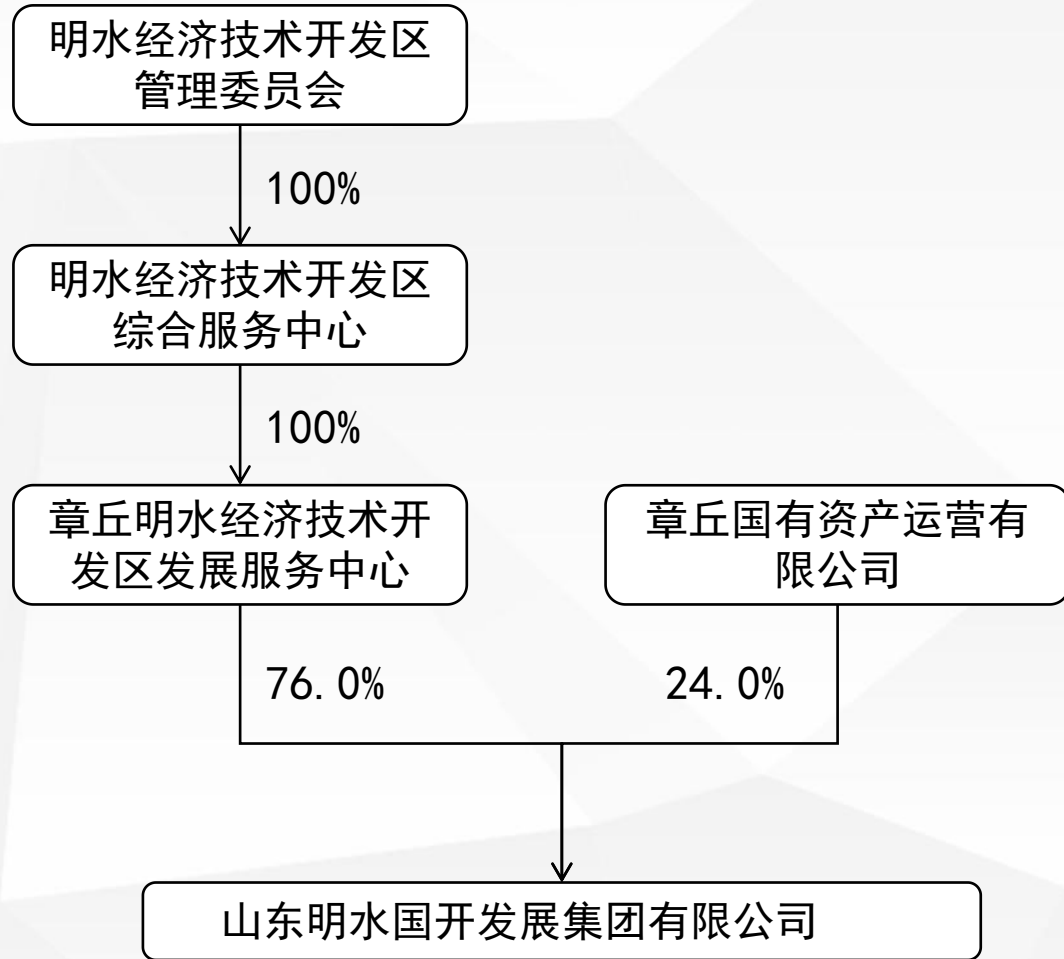 明水经济技术开发区
管理委员会
100%
明水经济技术开发区
综合服务中心
100%
章丘明水经济技术开
发区发展服务中心
章丘国有资产运营有
限公司
76.0%
24.0%
山东明水国开发展集团有限公司